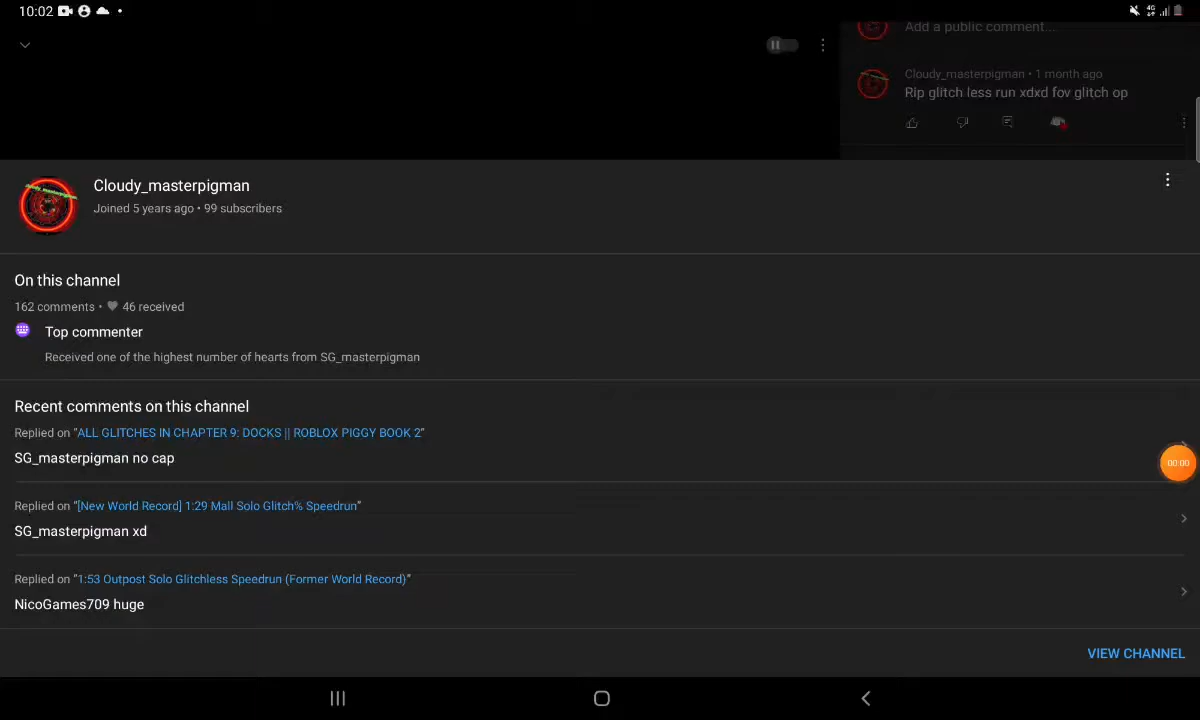 10:02
4G
Add a public comment...
Cloudy_masterpigman • 1 month ago
Rip glitch less run xdxd fov glitch op
Cloudy_masterpigman
Joined 5 years ago • 99 subscribers
On this channel
162 comments • 46 received
Top commenter
Received one of the highest number of hearts from SG_masterpigman
Recent comments on this channel
Replied on "ALL GLITCHES IN CHAPTER 9: DOCKS || ROBLOX PIGGY BOOK 2"
SG_masterpigman no cap
00:00
Replied on "[New World Record] 1:29 Mall Solo Glitch% Speedrun"
SG_masterpigman xd
Replied on "1:53 Outpost Solo Glitchless Speedrun (Former World Record)"
NicoGames709 huge
VIEW CHANNEL